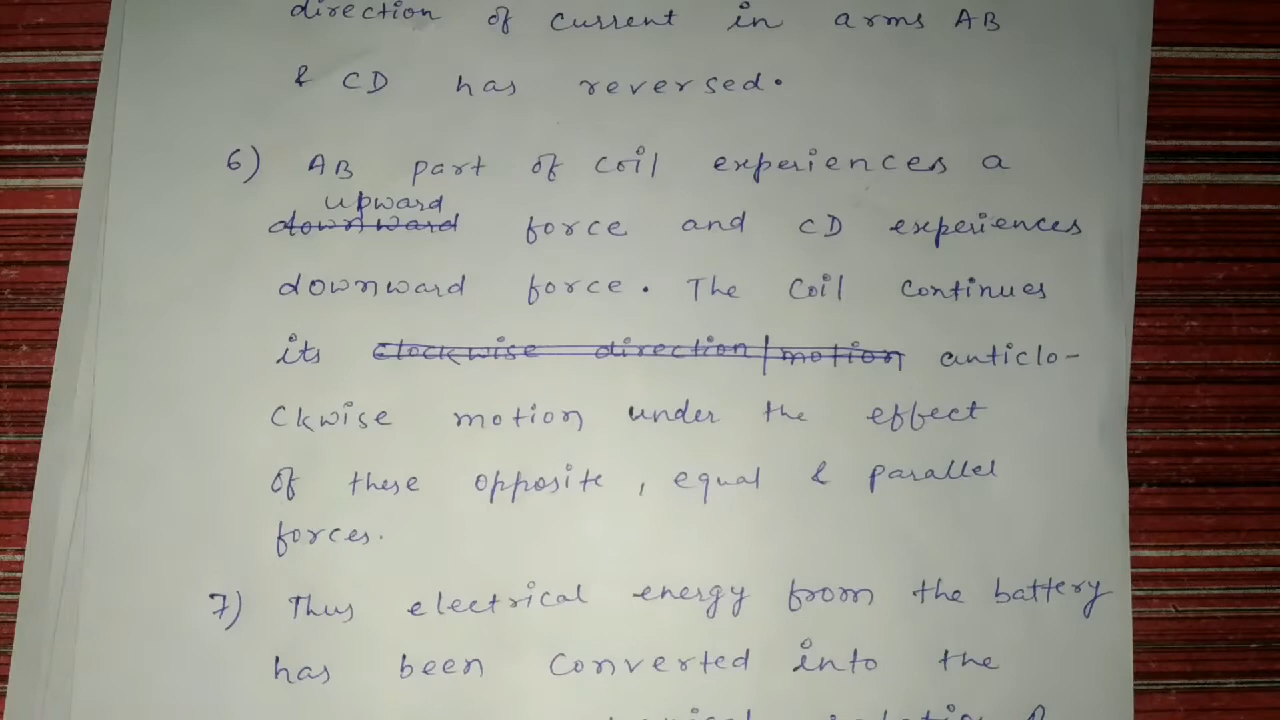 direction of current in arms AB
& CD has reversed.
6) AB part of coil experiences a
upward
downward force and CD experiences
downward force. The coil continues
its clockwise direction/motion anticlo-
ckwise motion under the effect
of these opposite, equal & parallel
forces.
7) Thus electrical energy from the battery
has been converted into the